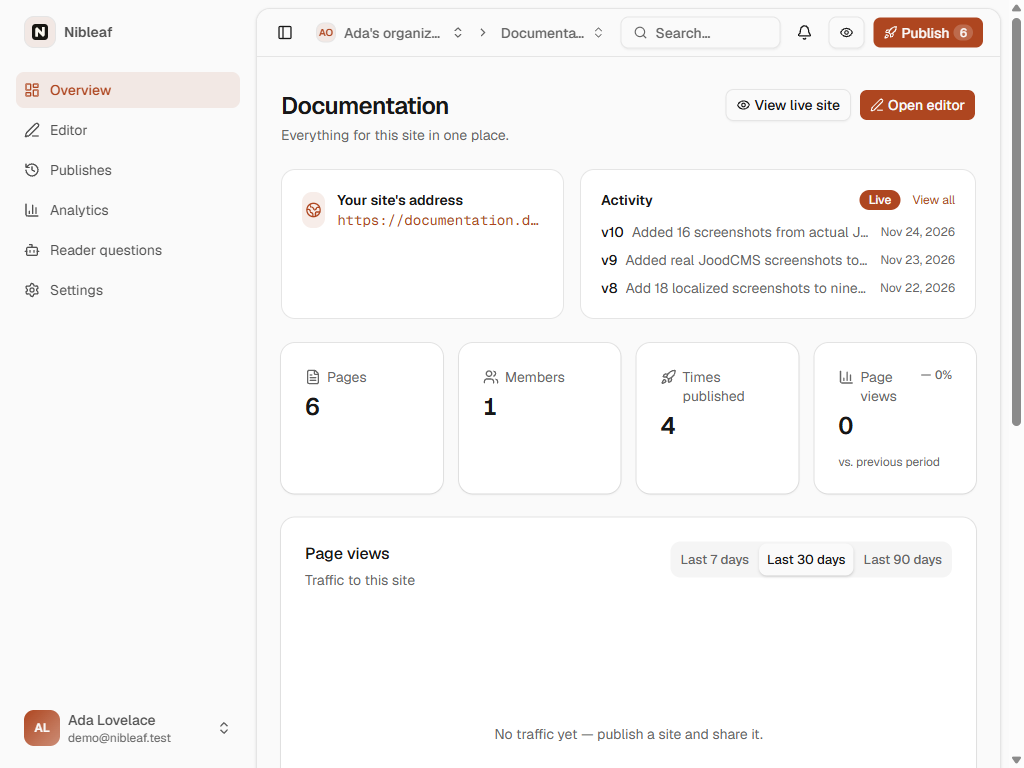 Nibleaf
AO Ada's organiz... Documenta... Search... Publish 6
Overview
Editor
Publishes
Analytics
Reader questions
Settings
Documentation
Everything for this site in one place.
View live site
Open editor
Your site's address
https://documentation.d…
Activity
Live
View all
v10 Added 16 screenshots from actual J... Nov 24, 2026
v9 Added real JoodCMS screenshots to... Nov 23, 2026
v8 Add 18 localized screenshots to nine... Nov 22, 2026
Pages
6
Members
1
Times
published
4
Page
views
— 0%
0
vs. previous period
Page views
Traffic to this site
Last 7 days Last 30 days Last 90 days
No traffic yet — publish a site and share it.
AL
Ada Lovelace
demo@nibleaf.test